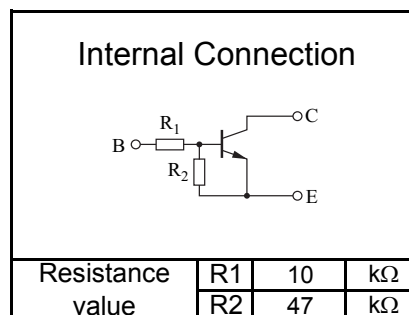 Internal Connection
C
R1
B
R2
E
Resistance value R1 10 kΩ
R2 47 kΩ